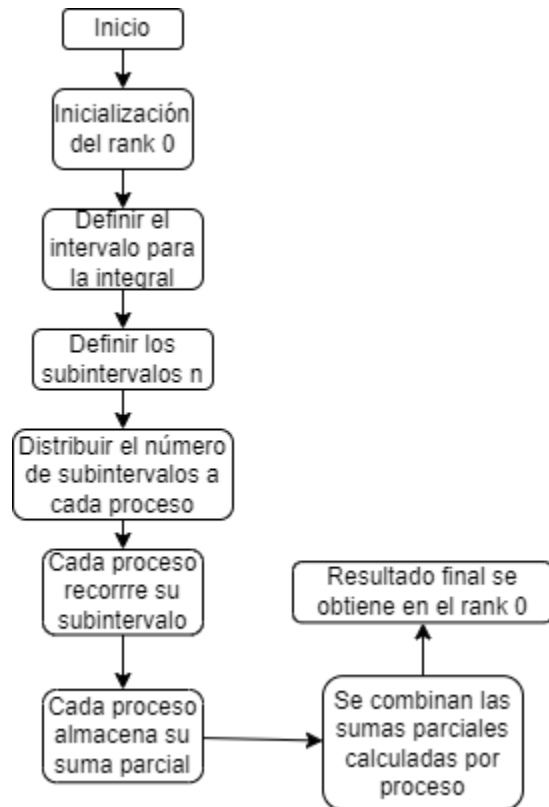 Inicio
Inicialización
del rank 0
Definir el
intervalo para
la integral
Definir los
subintervalos n
Distribuir el número
de subintervalos a
cada proceso
Cada proceso
recorrre su
subintervalo
Cada proceso
almacena su
suma parcial
Se combinan las
sumas parciales
calculadas por
proceso
Resultado final se
obtiene en el rank 0